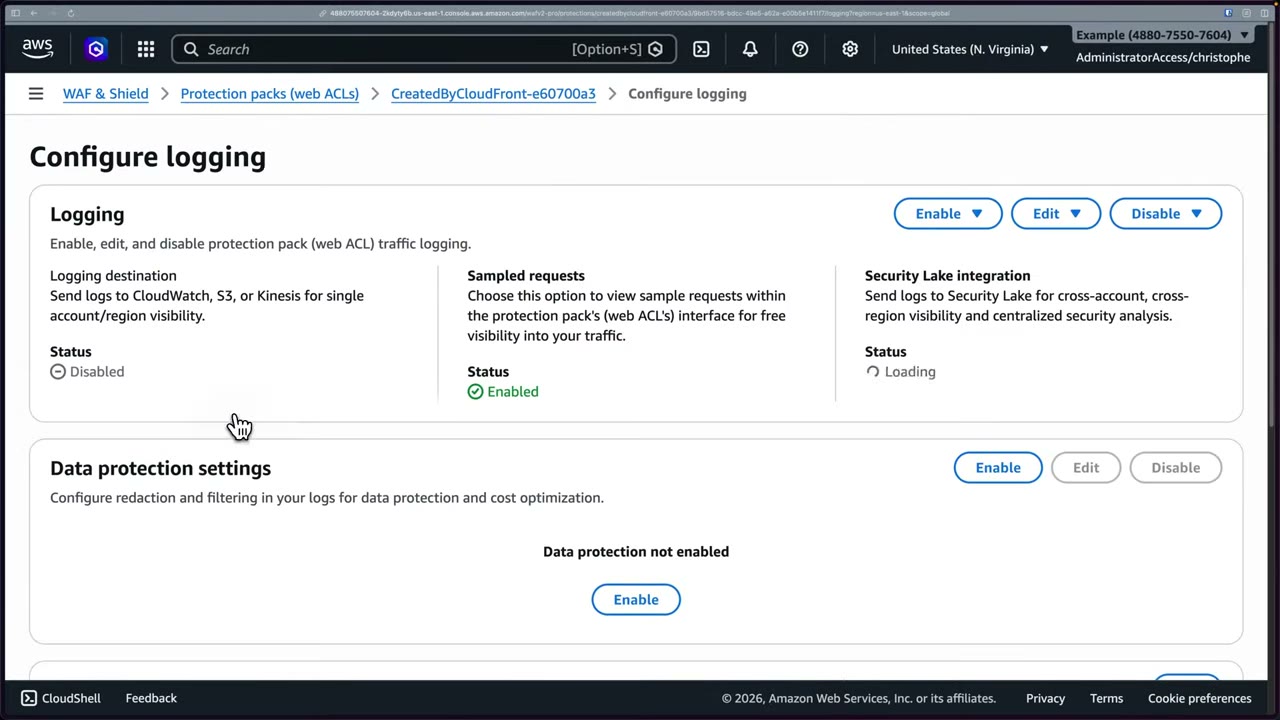 aws
Search
[Option+S]
United States (N. Virginia)
Example (4880-7550-7604)
AdministratorAccess/christophe
WAF & Shield
Protection packs (web ACLs)
CreatedByCloudFront-e60700a3
Configure logging
Configure logging
Logging
Enable
Edit
Disable
Enable, edit, and disable protection pack (web ACL) traffic logging.
Logging destination
Send logs to CloudWatch, S3, or Kinesis for single
account/region visibility.
Status
Disabled
Sampled requests
Choose this option to view sample requests within
the protection pack's (web ACL's) interface for free
visibility into your traffic.
Status
Enabled
Security Lake integration
Send logs to Security Lake for cross-account, cross-
region visibility and centralized security analysis.
Status
Loading
Data protection settings
Enable
Edit
Disable
Configure redaction and filtering in your logs for data protection and cost optimization.
Data protection not enabled
Enable
CloudShell
Feedback
© 2026, Amazon Web Services, Inc. or its affiliates.
Privacy
Terms
Cookie preferences